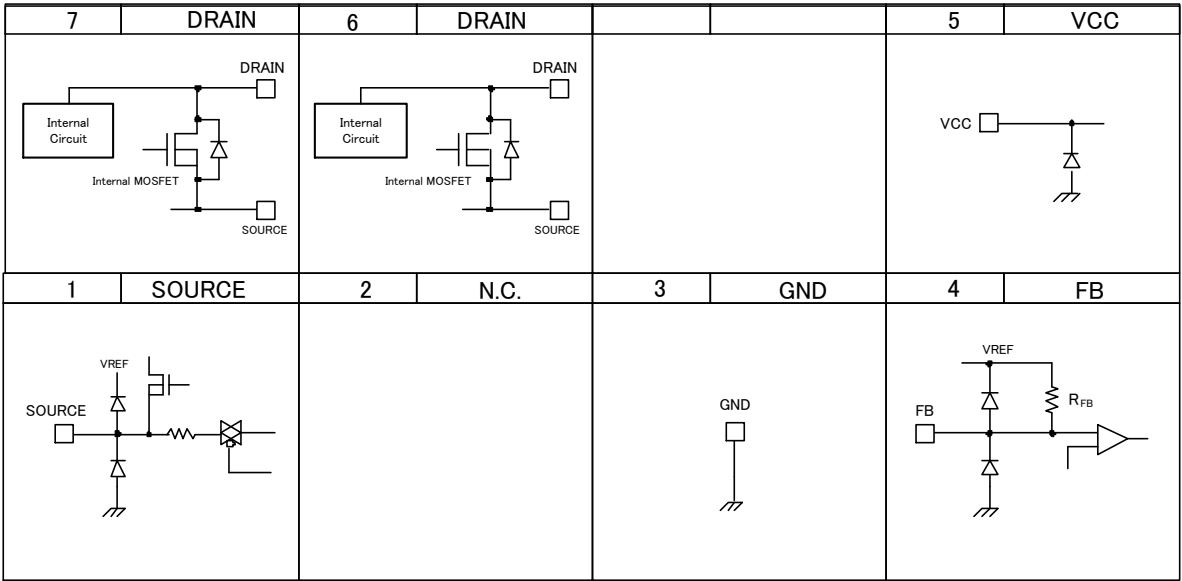 7 DRAIN 6 DRAIN 5 VCC
DRAIN
Internal
Circuit
Internal MOSFET
SOURCE
DRAIN
Internal
Circuit
Internal MOSFET
SOURCE
VCC
1 SOURCE 2 N.C. 3 GND 4 FB
VREF
SOURCE
GND
VREF
RFB
FB